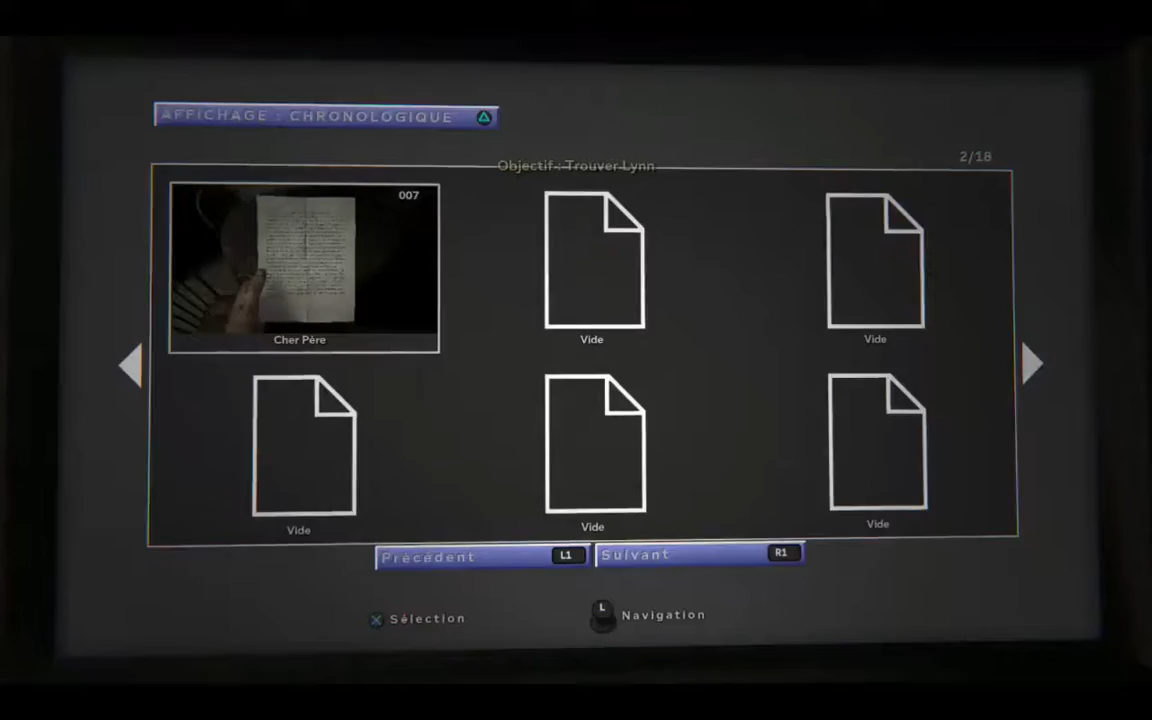 AFFICHAGE : CHRONOLOGIQUE
2/18
Objectif : Trouver Lynn
007
Cher Père
Vide
Vide
Vide
Vide
Vide
Précédent L1
Suivant R1
Sélection
L
Navigation